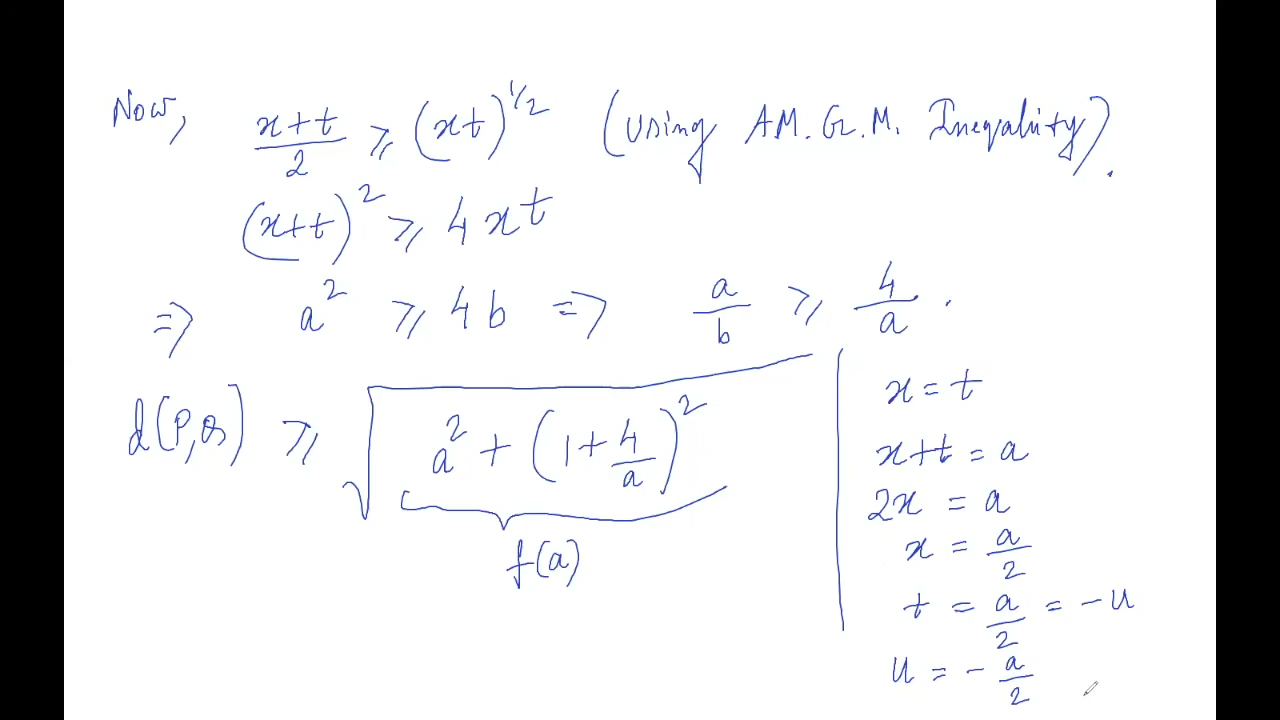 Now, (x+t)/2 ⩾ (xt)^1/2 (Using AM.G.M. Inequality).
(x+t)^2 ⩾ 4xt
=> a^2 ⩾ 4b => a/b ⩾ 4/a .
d(P,Q) ⩾ √(a^2 + (1+4/a)^2)
f(a)
x = t
x+t = a
2x = a
x = a/2
t = a/2 = -u
u = -a/2